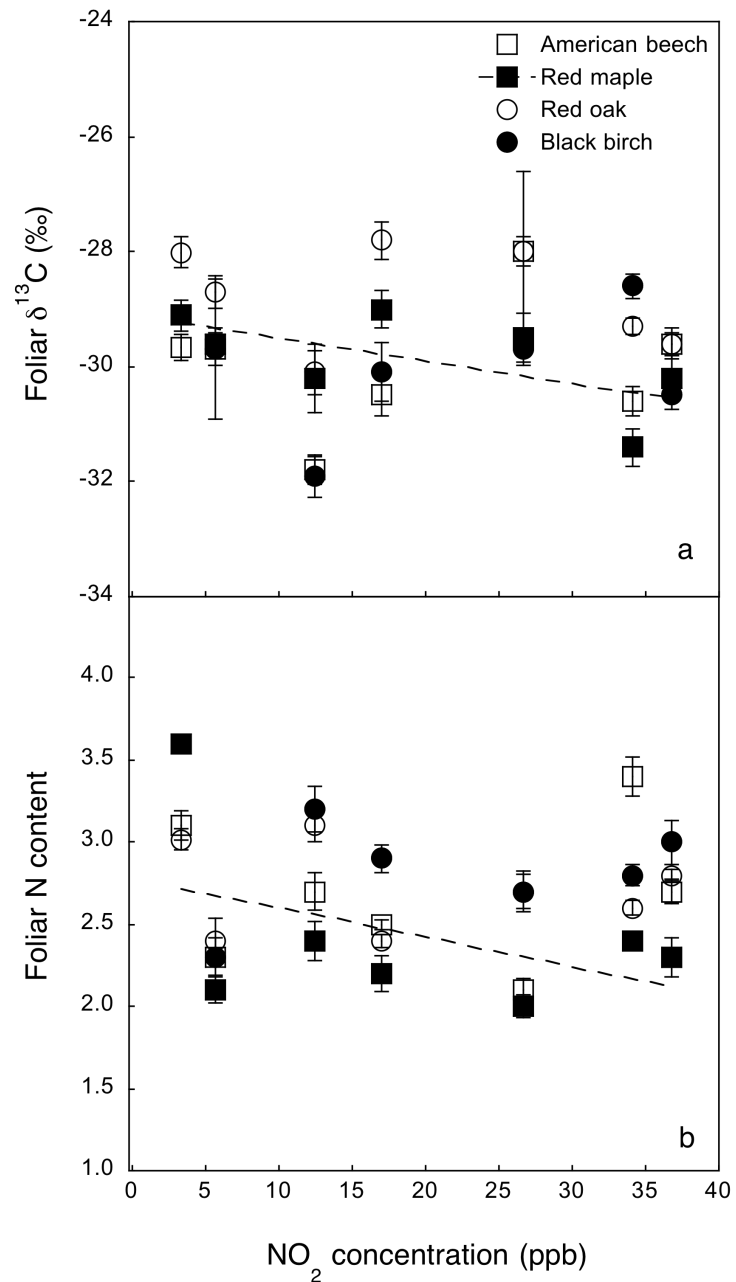 -24
American beech
Red maple
Red oak
Black birch
-26
-28
-30
-32
-34
Foliar δ¹³C (‰)
a
4.0
3.5
3.0
2.5
2.0
1.5
1.0
Foliar N content
b
0 5 10 15 20 25 30 35 40
NO₂ concentration (ppb)